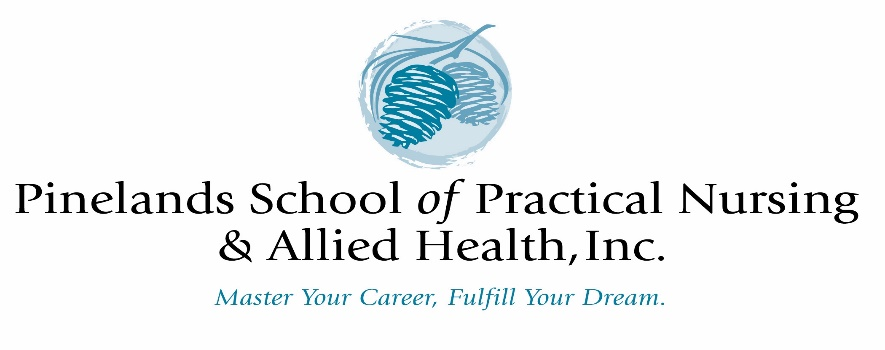 Pinelands School of Practical Nursing
& Allied Health, Inc.
Master Your Career, Fulfill Your Dream.